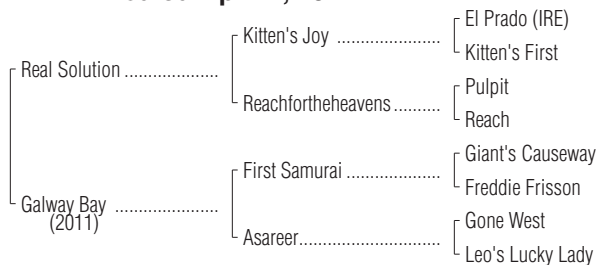 El Prado (IRE)
Kitten's Joy ..................
Kitten's First
Real Solution ....................
Pulpit
Reachfortheheavens ..........
Reach
Giant's Causeway
First Samurai ....................
Freddie Frisson
Galway Bay ......................
(2011)
Gone West
Asareer..............................
Leo's Lucky Lady